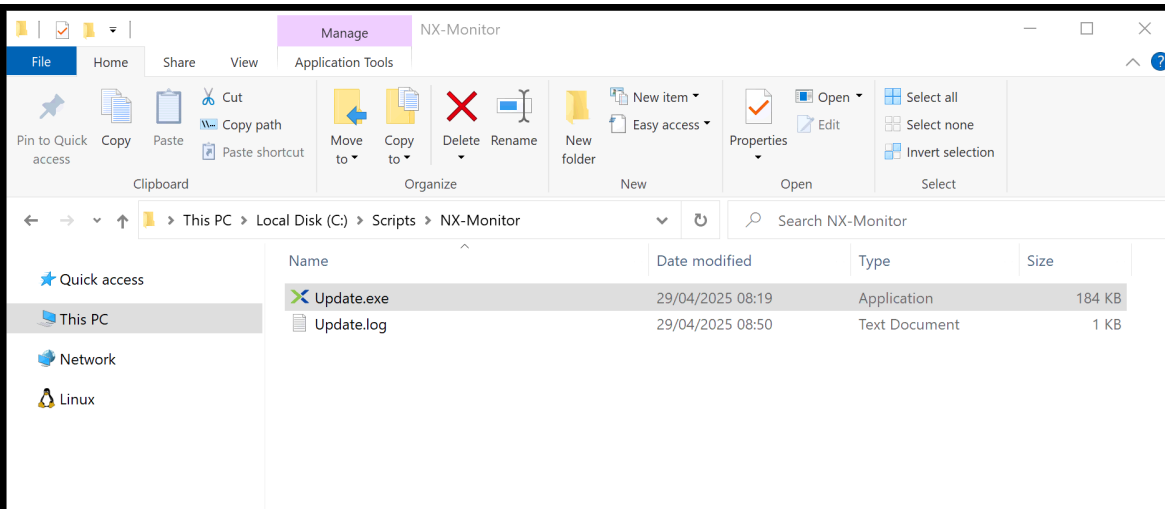 Manage NX-Monitor
File Home Share View Application Tools
?
Pin to Quick access
Copy
Paste
Cut
Copy path
Paste shortcut
Clipboard
Move to
Copy to
Delete
Rename
Organize
New folder
New item
Easy access
New
Properties
Open
Edit
Open
Select all
Select none
Invert selection
Select
This PC > Local Disk (C:) > Scripts > NX-Monitor
Search NX-Monitor
Quick access
This PC
Network
Linux
Name Date modified Type Size
Update.exe 29/04/2025 08:19 Application 184 KB
Update.log 29/04/2025 08:50 Text Document 1 KB